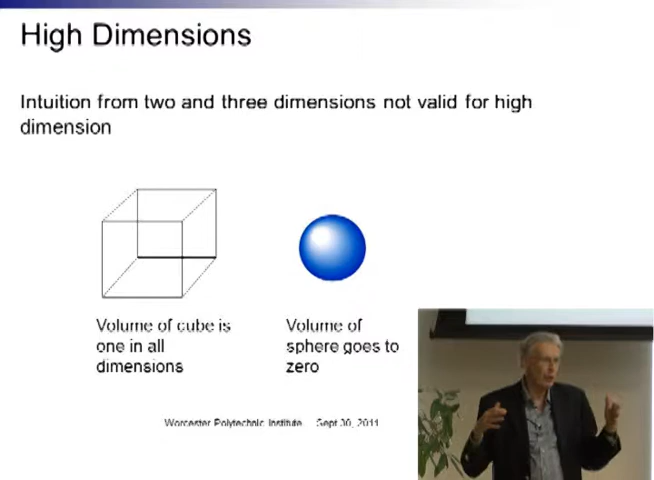 High Dimensions
Intuition from two and three dimensions not valid for high
dimension
Volume of cube is
one in all
dimensions
Volume of
sphere goes to
zero
Worcester Polytechnic Institute Sept 30, 2011